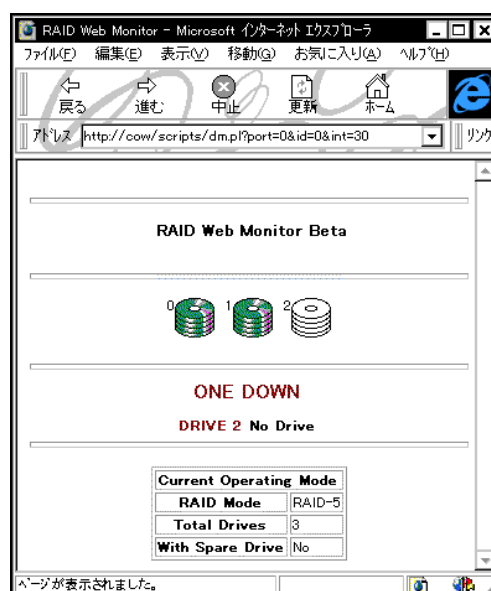 RAID Web Monitor - Microsoft インターネット エクスプローラ
ファイル(F) 編集(E) 表示(V) 移動(G) お気に入り(A) ヘルプ(H)
戻る 進む 中止 更新 ホーム
アドレス http://cow/scripts/dm.pl?port=0&id=0&int=30 リンク
RAID Web Monitor Beta
0 1 2
ONE DOWN
DRIVE 2 No Drive
Current Operating Mode
RAID Mode RAID-5
Total Drives 3
With Spare Drive No
ページが表示されました。